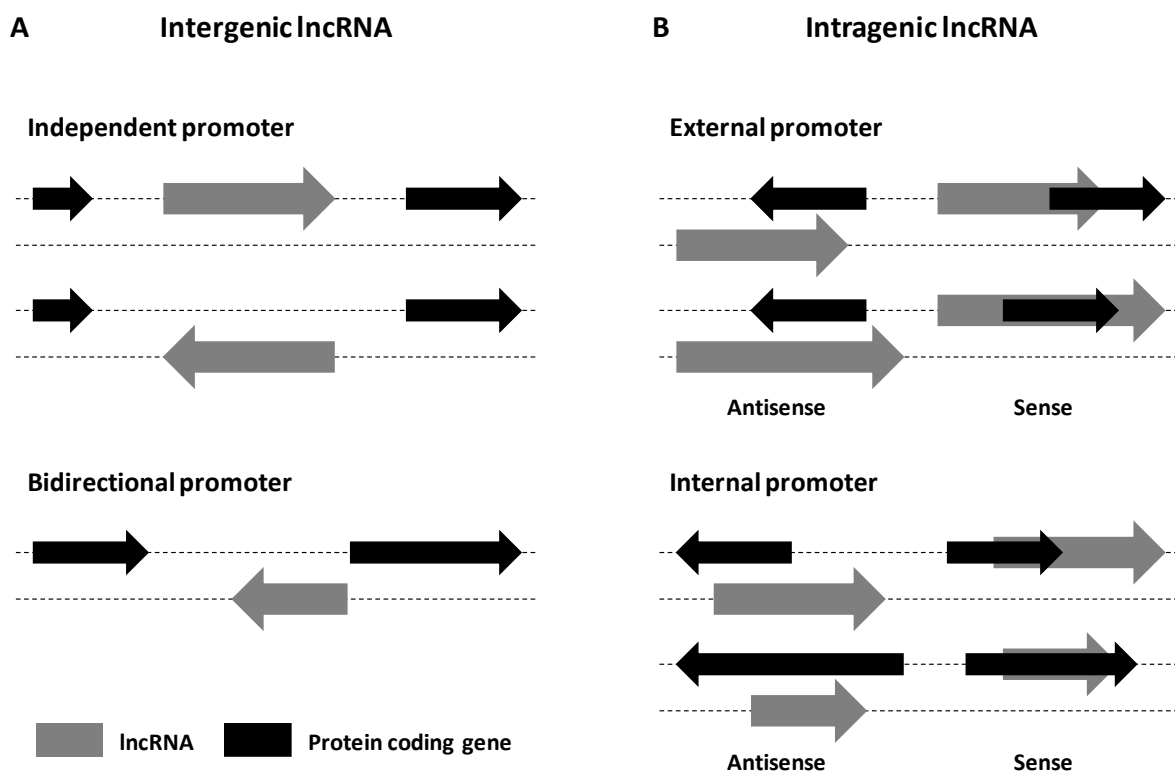 A
Intergenic lncRNA
Independent promoter
Bidirectional promoter
lncRNA
Protein coding gene
B
Intragenic lncRNA
External promoter
Antisense
Sense
Internal promoter
Antisense
Sense